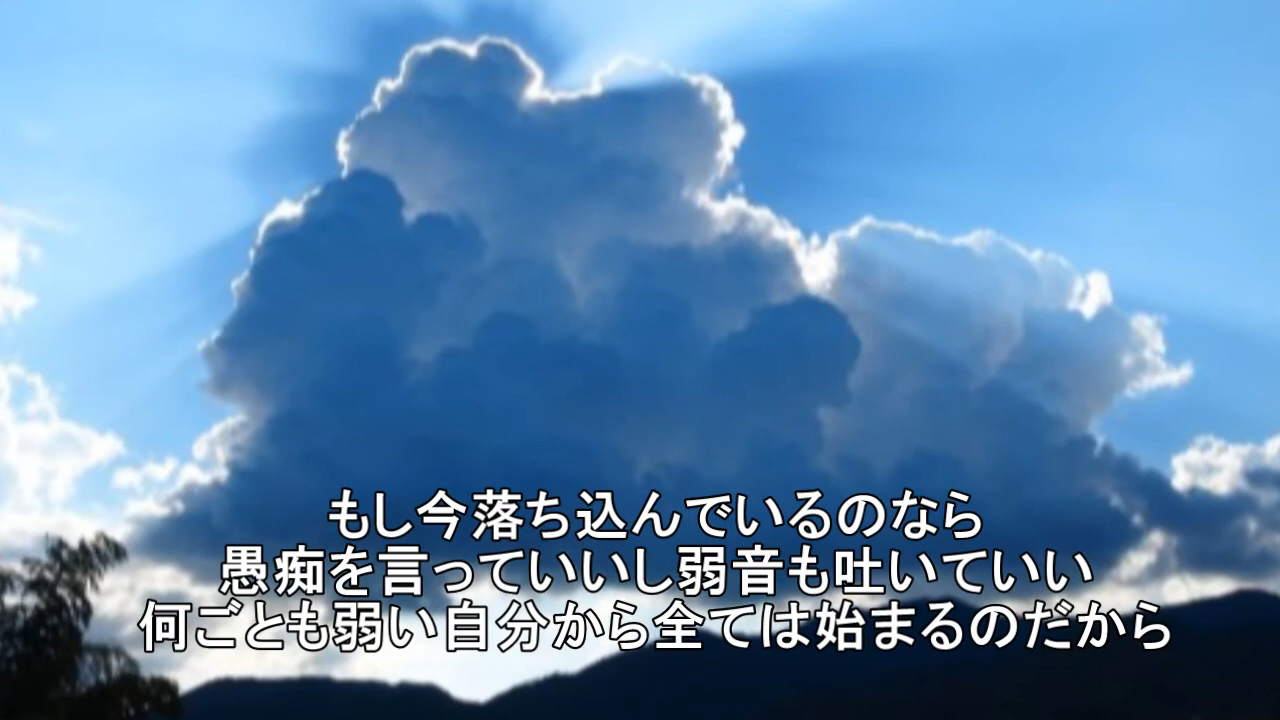 もし今落ち込んでいるのなら
愚痴を言っていいし弱音も吐いていい
何ごとも弱い自分から全ては始まるのだから